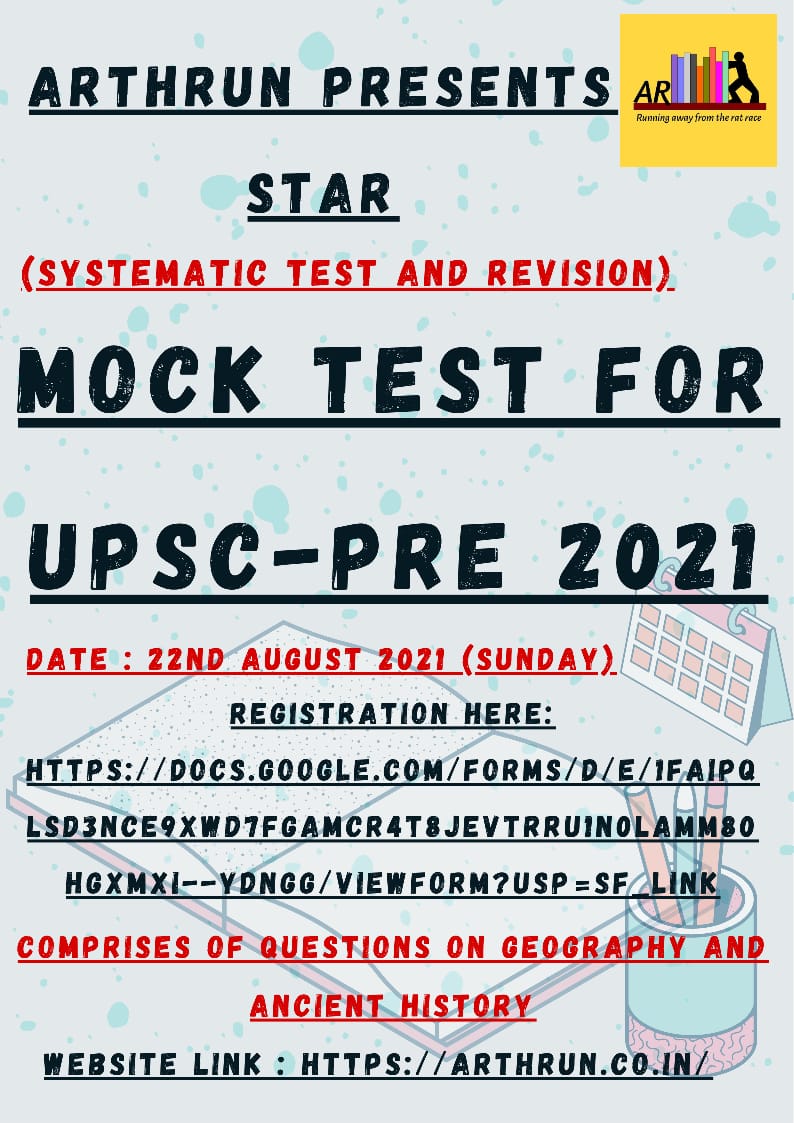 ARTHRUN PRESENTS
AR
Running away from the rat race
STAR
(SYSTEMATIC TEST AND REVISION)
MOCK TEST FOR
UPSC-PRE 2021
DATE : 22ND AUGUST 2021 (SUNDAY)
REGISTRATION HERE:
HTTPS://DOCS.GOOGLE.COM/FORMS/D/E/1FAIPQ
LSD3NCE9XWD7FGAMCR4T8JEVTRRU1N0LAMM80
HGXMXI--YDNGG/VIEWFORM?USP=SF_LINK
COMPRISES OF QUESTIONS ON GEOGRAPHY AND
ANCIENT HISTORY
WEBSITE LINK : HTTPS://ARTHRUN.CO.IN/